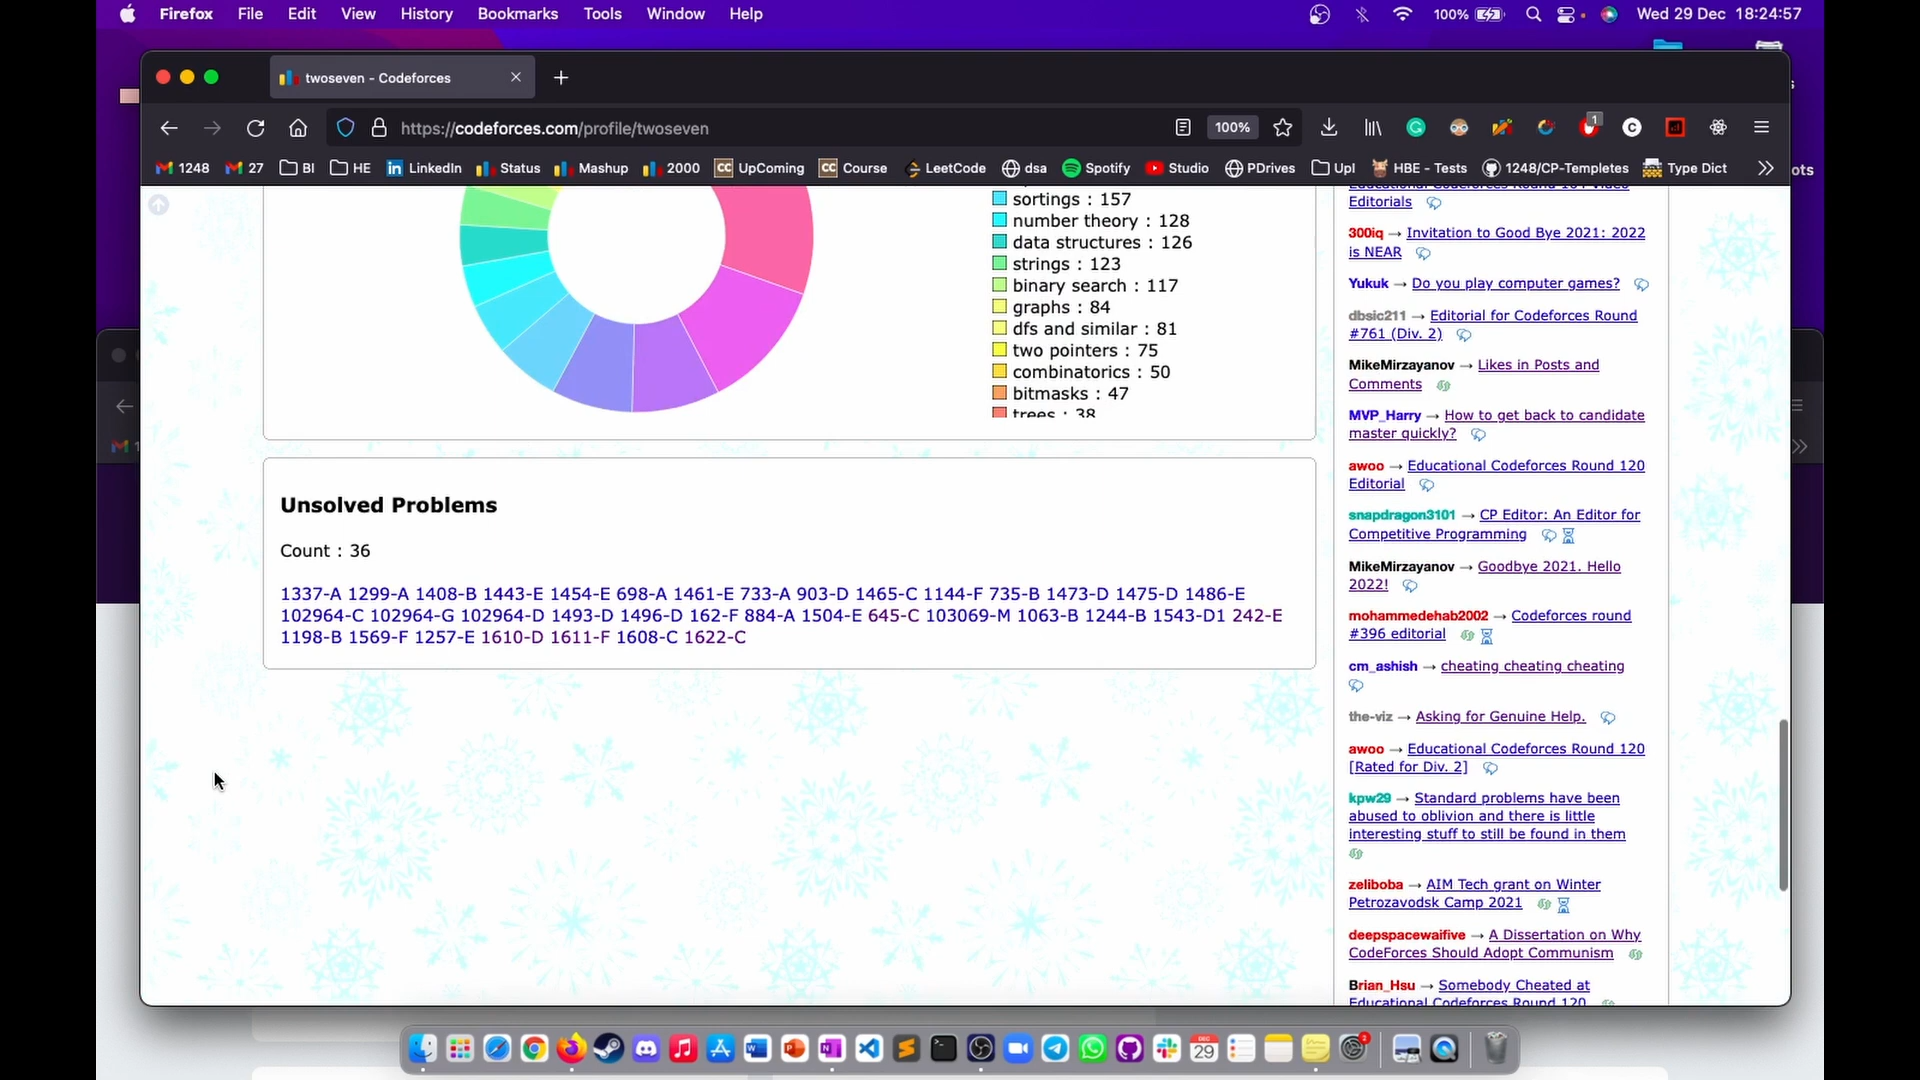 Firefox File Edit View History Bookmarks Tools Window Help
100% Wed 29 Dec 18:24:57
twoseven - Codeforces
https://codeforces.com/profile/twoseven
100%
1
1248 27 BI HE LinkedIn Status Mashup 2000 UpComing Course LeetCode dsa Spotify Studio PDrives Upl HBE - Tests 1248/CP-Templetes Type Dict
sortings : 157
number theory : 128
data structures : 126
strings : 123
binary search : 117
graphs : 84
dfs and similar : 81
two pointers : 75
combinatorics : 50
bitmasks : 47
trees : 38
Unsolved Problems
Count : 36
1337-A 1299-A 1408-B 1443-E 1454-E 698-A 1461-E 733-A 903-D 1465-C 1144-F 735-B 1473-D 1475-D 1486-E
102964-C 102964-G 102964-D 1493-D 1496-D 162-F 884-A 1504-E 645-C 103069-M 1063-B 1244-B 1543-D1 242-E
1198-B 1569-F 1257-E 1610-D 1611-F 1608-C 1622-C
Editorials
300iq → Invitation to Good Bye 2021: 2022
is NEAR
Yukuk → Do you play computer games?
dbsic211 → Editorial for Codeforces Round
#761 (Div. 2)
MikeMirzayanov → Likes in Posts and
Comments
MVP_Harry → How to get back to candidate
master quickly?
awoo → Educational Codeforces Round 120
Editorial
snapdragon3101 → CP Editor: An Editor for
Competitive Programming
MikeMirzayanov → Goodbye 2021. Hello
2022!
mohammedehab2002 → Codeforces round
#396 editorial
cm_ashish → cheating cheating cheating
the-viz → Asking for Genuine Help.
awoo → Educational Codeforces Round 120
[Rated for Div. 2]
kpw29 → Standard problems have been
abused to oblivion and there is little
interesting stuff to still be found in them
zeliboba → AIM Tech grant on Winter
Petrozavodsk Camp 2021
deepspacewaifive → A Dissertation on Why
CodeForces Should Adopt Communism
Brian_Hsu → Somebody Cheated at
Educational Codeforces Round 120